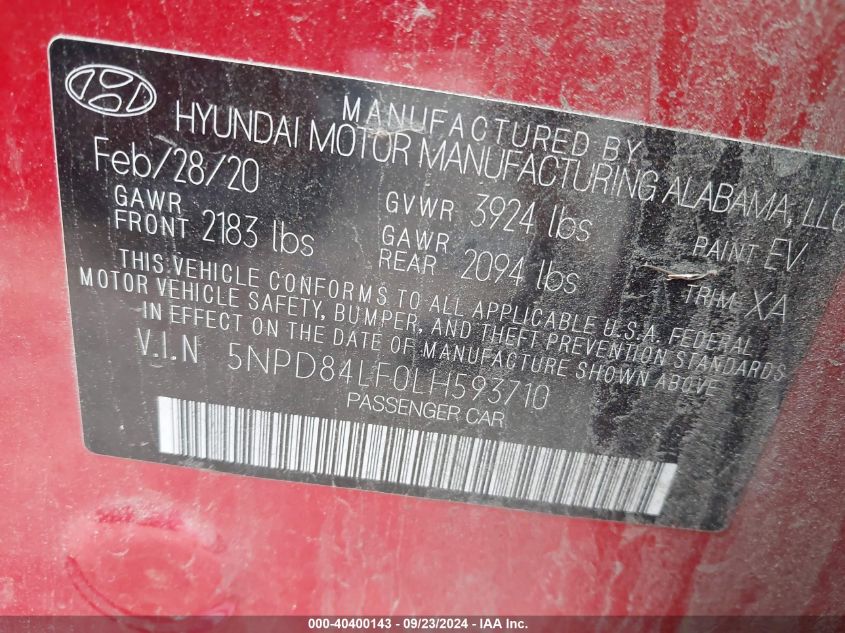 MANUFACTURED BY
HYUNDAI MOTOR MANUFACTURING ALABAMA, LLC
Feb/28/20
GAWR FRONT 2183 lbs
GVWR 3924 lbs
GAWR REAR 2094 lbs
PAINT EV
TRIM XA
THIS VEHICLE CONFORMS TO ALL APPLICABLE U.S.A. FEDERAL
MOTOR VEHICLE SAFETY, BUMPER, AND THEFT PREVENTION STANDARDS
IN EFFECT ON THE DATE OF MANUFACTURE SHOWN ABOVE
V.I.N 5NPD84LF0LH593710
PASSENGER CAR
000-40400143 - 09/23/2024 - IAA Inc.